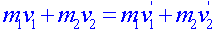 m₁v₁ + m₂v₂ = m₁v₁' + m₂v₂'